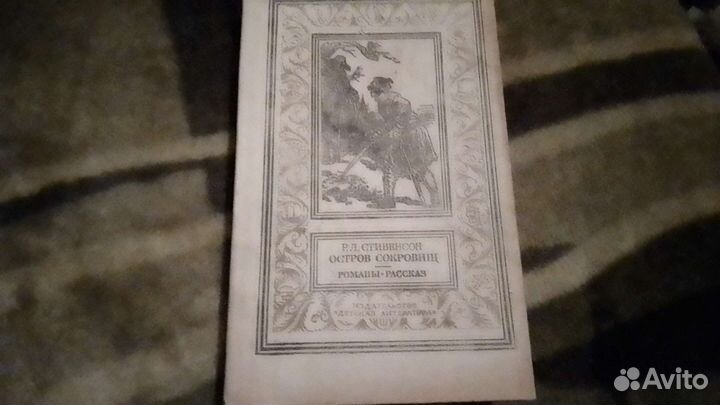 Р.Л. СТИВЕНСОН
ОСТРОВ СОКРОВИЩ
РОМАНЫ • РАССКАЗ
ИЗДАТЕЛЬСТВО
«ДЕТСКАЯ ЛИТЕРАТУРА»
Avito